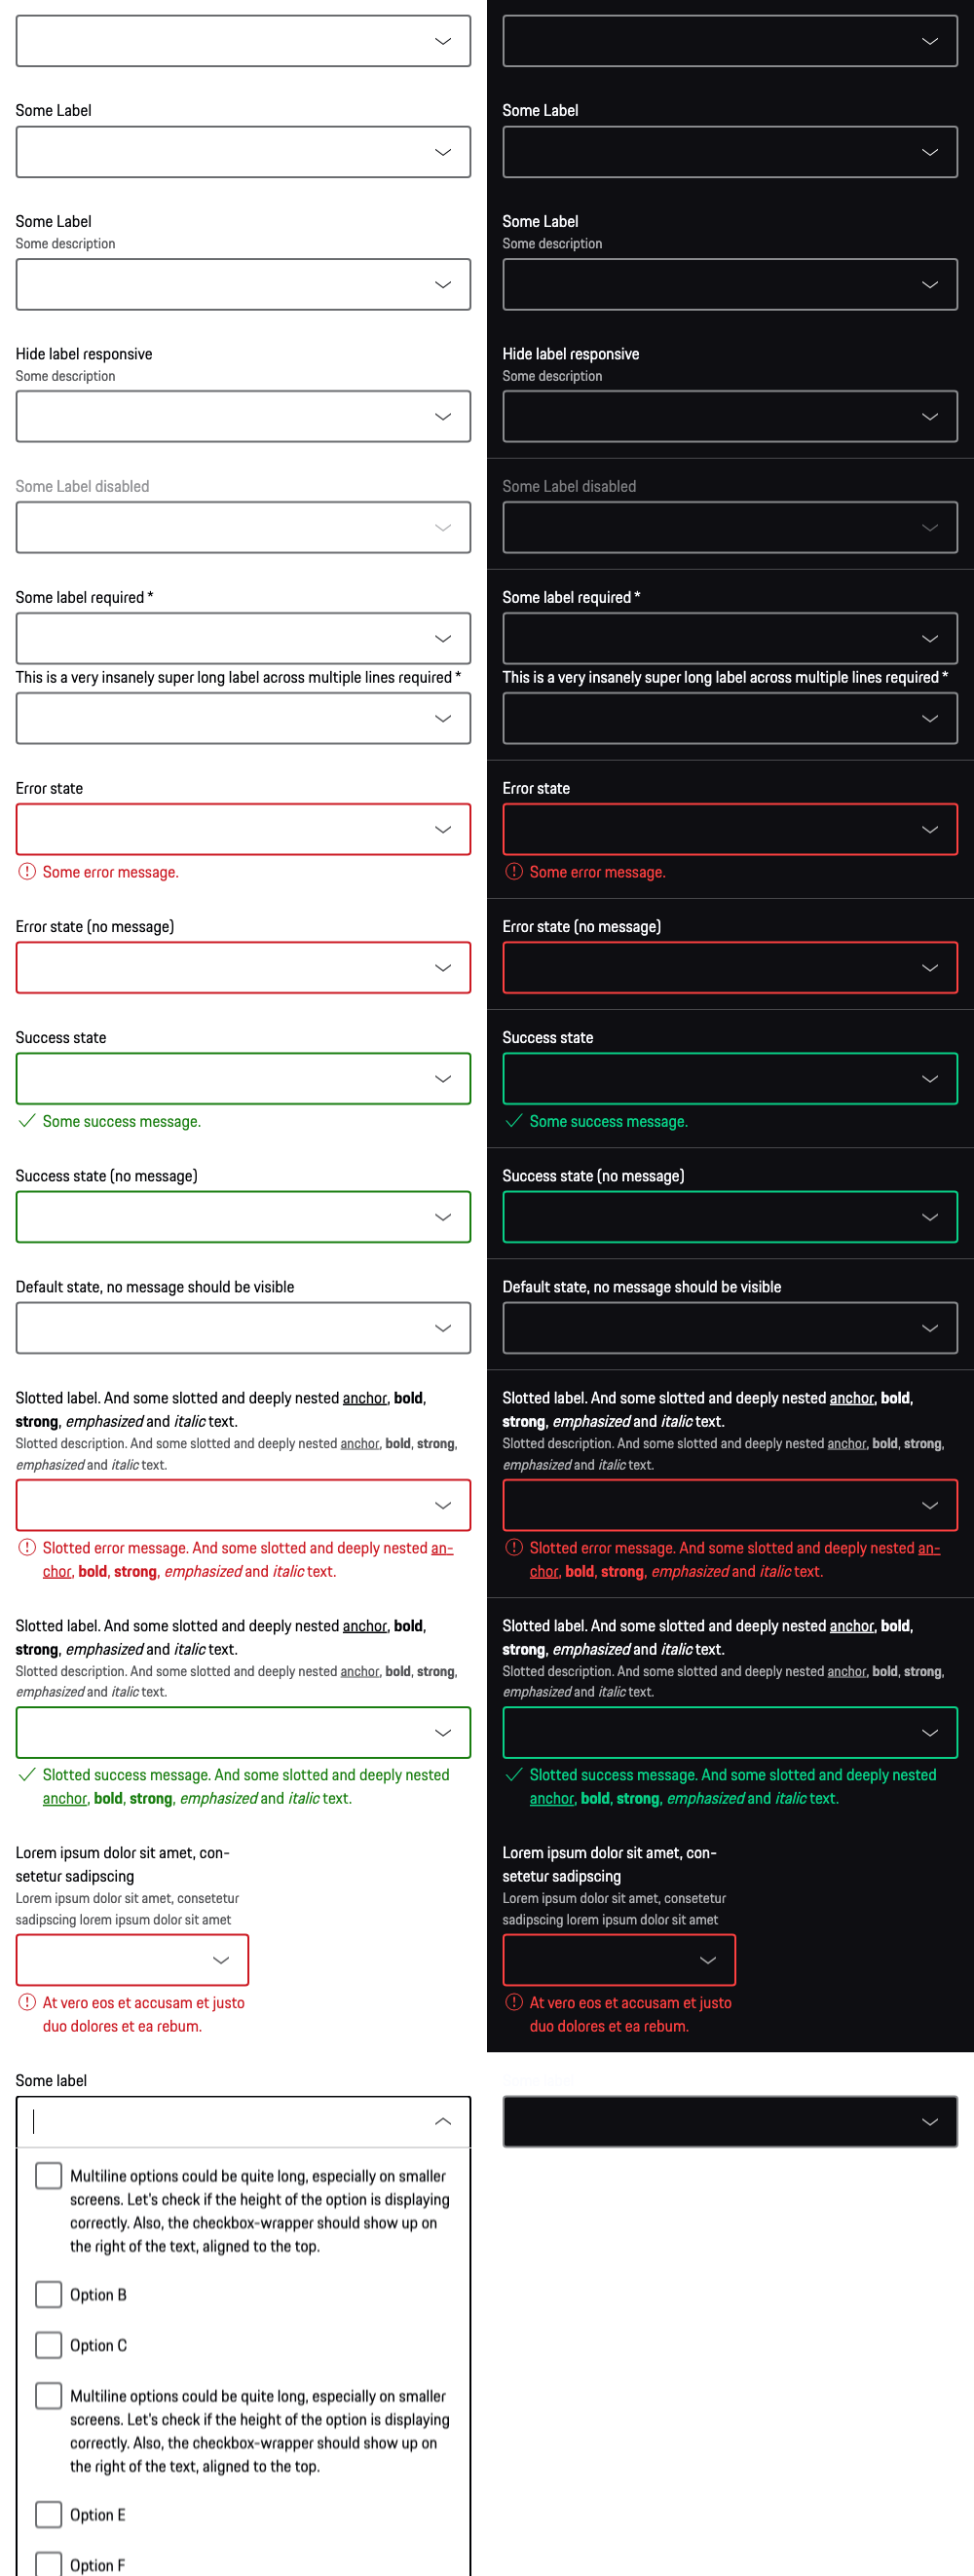 Some Label
Some Label
Some description
Hide label responsive
Some description
Some Label disabled
Some label required *
This is a very insanely super long label across multiple lines required *
Error state
Some error message.
Error state (no message)
Success state
Some success message.
Success state (no message)
Default state, no message should be visible
Slotted label. And some slotted and deeply nested anchor, bold,
strong, emphasized and italic text.
Slotted description. And some slotted and deeply nested anchor, bold, strong,
emphasized and italic text.
Slotted error message. And some slotted and deeply nested an-
chor, bold, strong, emphasized and italic text.
Slotted label. And some slotted and deeply nested anchor, bold,
strong, emphasized and italic text.
Slotted description. And some slotted and deeply nested anchor, bold, strong,
emphasized and italic text.
Slotted success message. And some slotted and deeply nested
anchor, bold, strong, emphasized and italic text.
Lorem ipsum dolor sit amet, con-
setetur sadipscing
Lorem ipsum dolor sit amet, consetetur
sadipscing lorem ipsum dolor sit amet
At vero eos et accusam et justo
duo dolores et ea rebum.
Some label
Multiline options could be quite long, especially on smaller
screens. Let's check if the height of the option is displaying
correctly. Also, the checkbox-wrapper should show up on
the right of the text, aligned to the top.
Option B
Option C
Multiline options could be quite long, especially on smaller
screens. Let's check if the height of the option is displaying
correctly. Also, the checkbox-wrapper should show up on
the right of the text, aligned to the top.
Option E
Option F
Some Label
Some Label
Some description
Hide label responsive
Some description
Some Label disabled
Some label required *
This is a very insanely super long label across multiple lines required *
Error state
Some error message.
Error state (no message)
Success state
Some success message.
Success state (no message)
Default state, no message should be visible
Slotted label. And some slotted and deeply nested anchor, bold,
strong, emphasized and italic text.
Slotted description. And some slotted and deeply nested anchor, bold, strong,
emphasized and italic text.
Slotted error message. And some slotted and deeply nested an-
chor, bold, strong, emphasized and italic text.
Slotted label. And some slotted and deeply nested anchor, bold,
strong, emphasized and italic text.
Slotted description. And some slotted and deeply nested anchor, bold, strong,
emphasized and italic text.
Slotted success message. And some slotted and deeply nested
anchor, bold, strong, emphasized and italic text.
Lorem ipsum dolor sit amet, con-
setetur sadipscing
Lorem ipsum dolor sit amet, consetetur
sadipscing lorem ipsum dolor sit amet
At vero eos et accusam et justo
duo dolores et ea rebum.